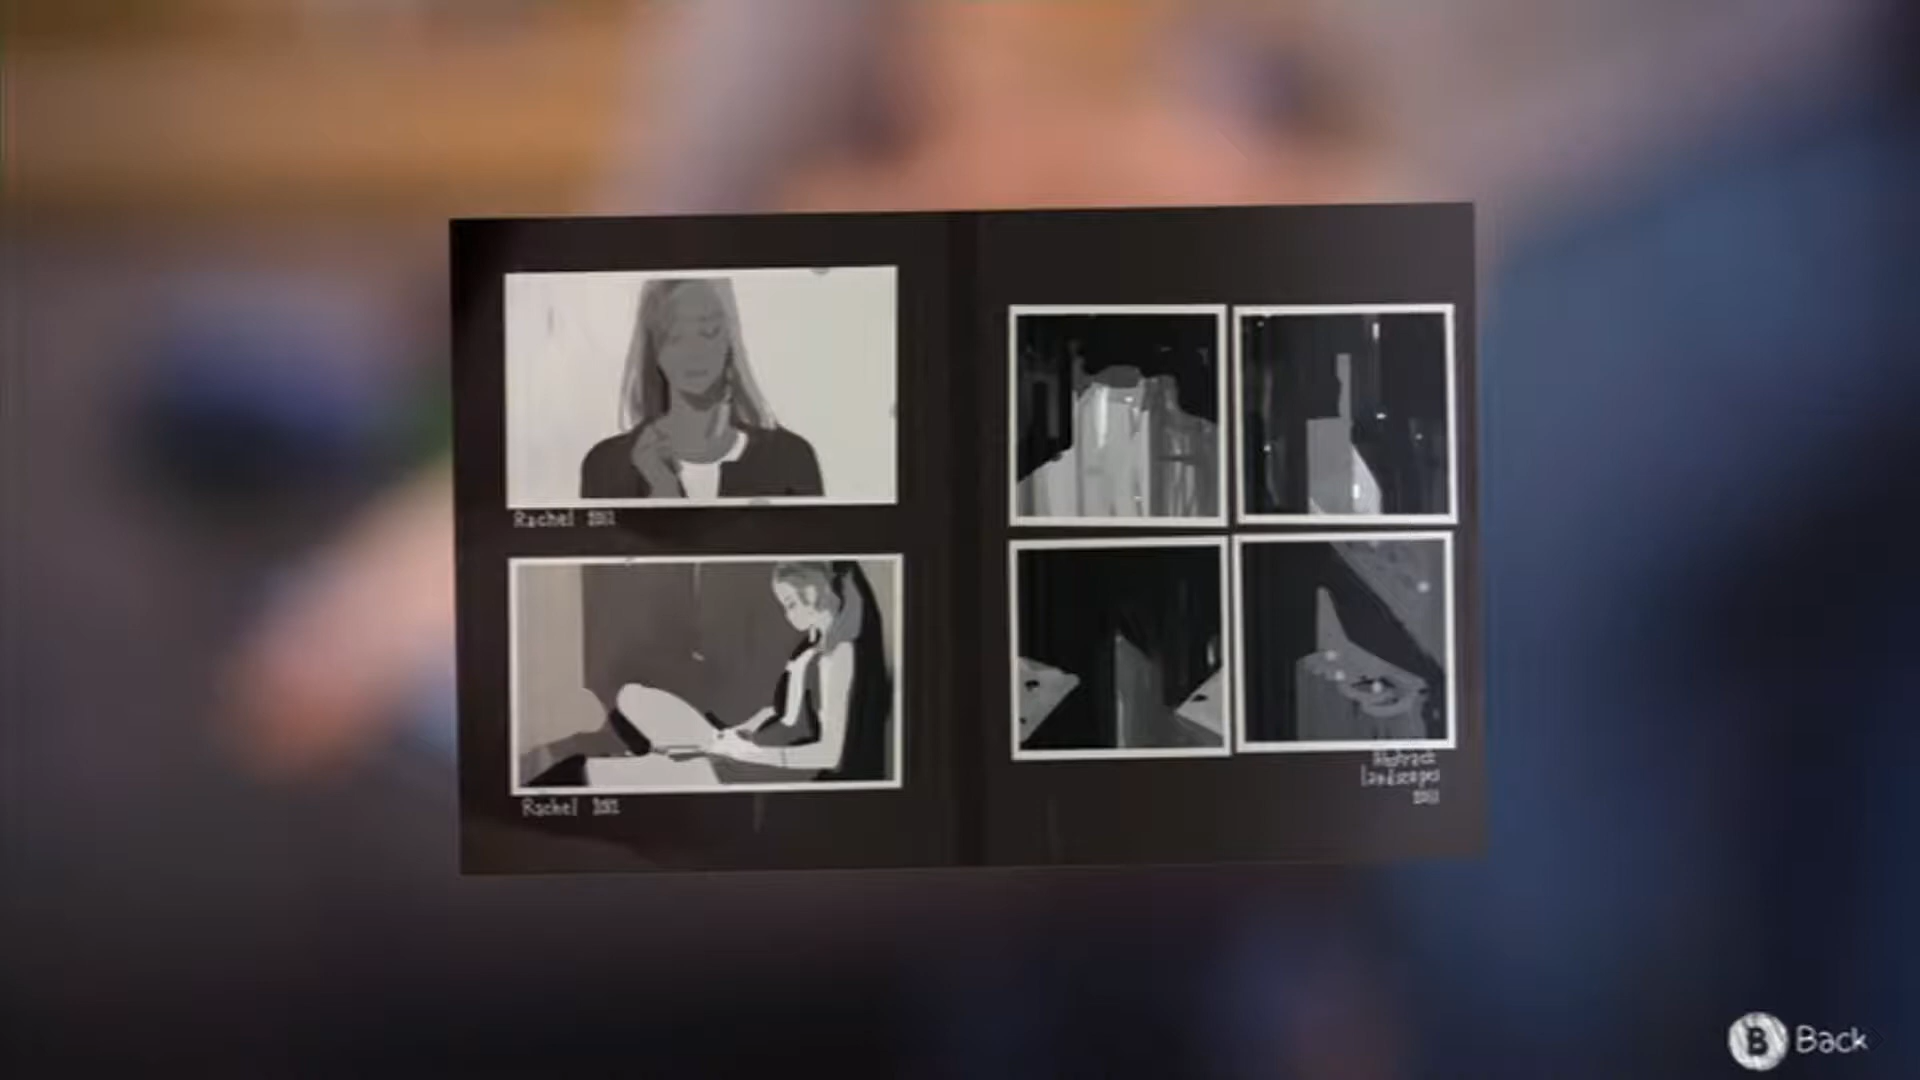 Rachel
Rachel
Abstract
landscapes
B Back